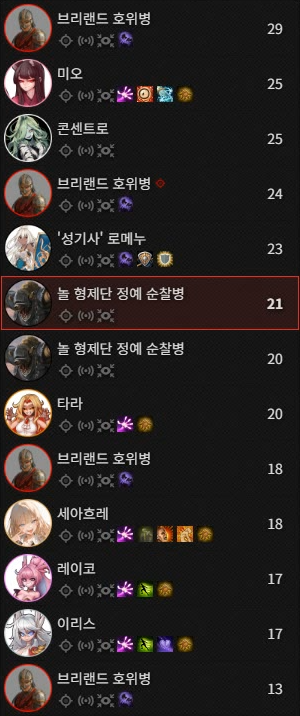 브리랜드 호위병 29
미오 25
콘센트로 25
브리랜드 호위병 24
'성기사' 로메누 23
놀 형제단 정예 순찰병 21
놀 형제단 정예 순찰병 20
타라 20
브리랜드 호위병 18
세아흐레 18
레이코 17
이리스 17
브리랜드 호위병 13